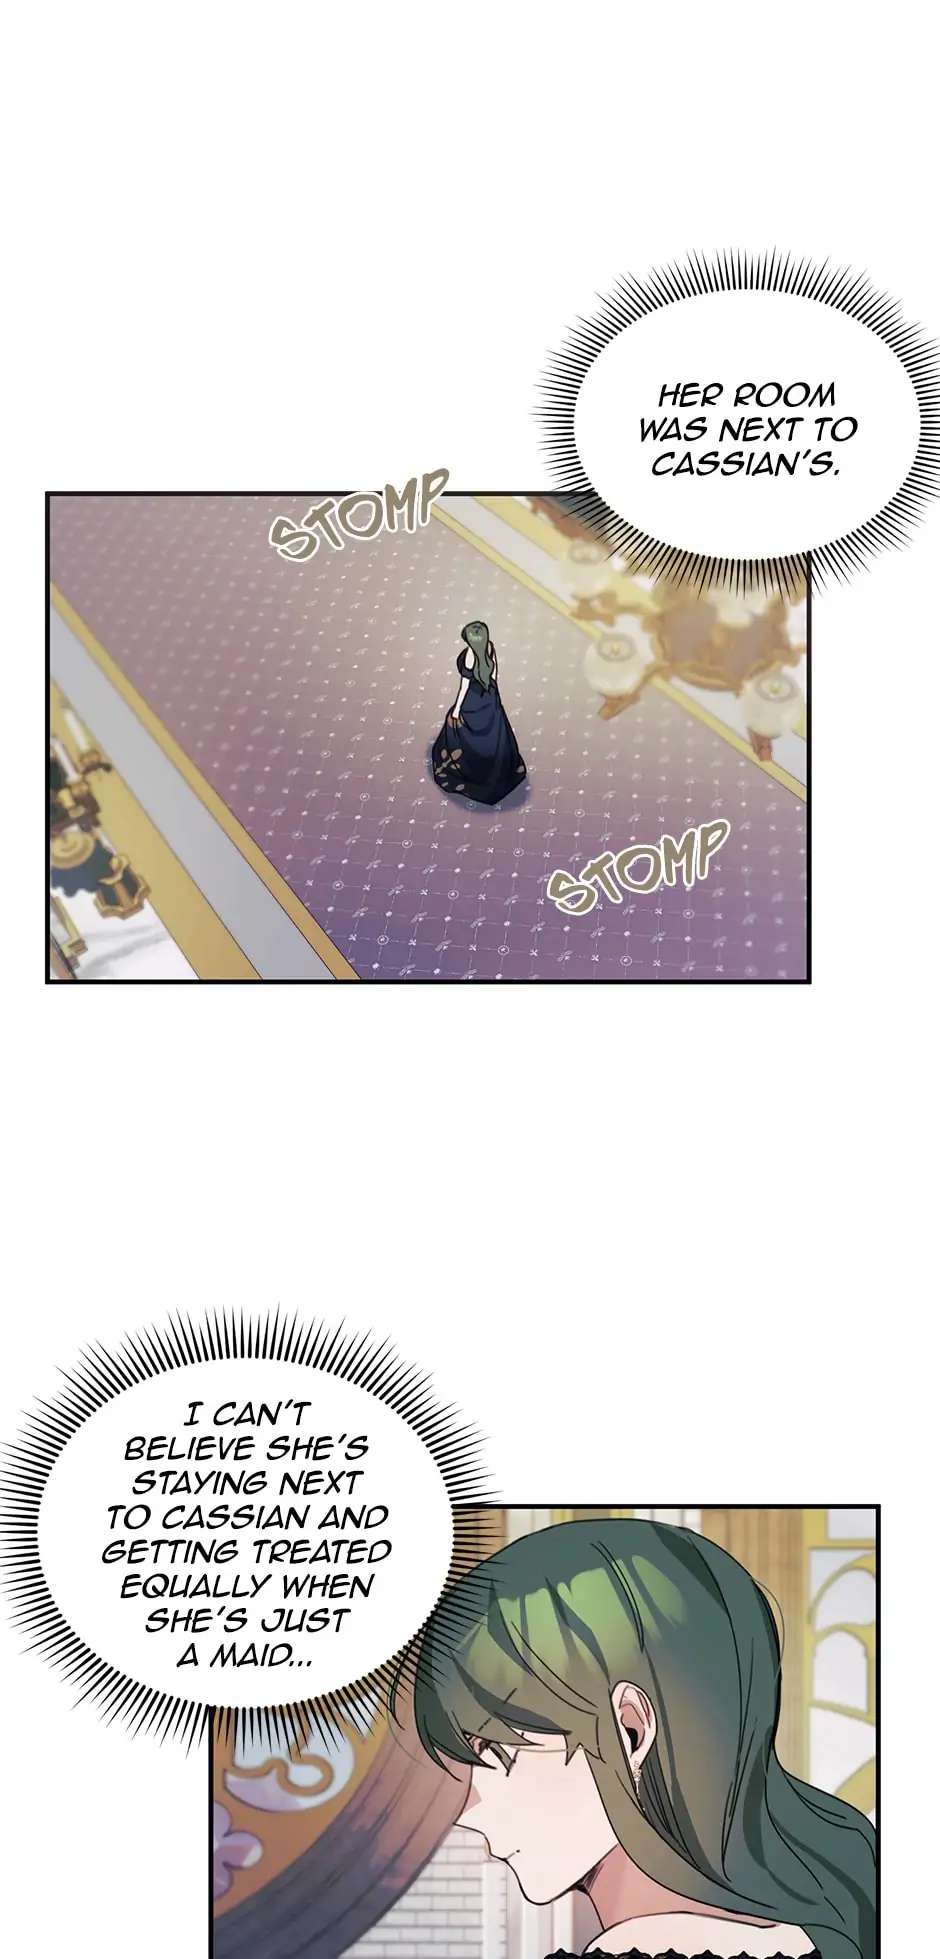 HER ROOM
WAS NEXT TO
CASSIAN'S.
STOMP
STOMP
I CAN'T
BELIEVE SHE'S
STAYING NEXT
TO CASSIAN AND
GETTING TREATED
EQUALLY WHEN
SHE'S JUST
A MAID...